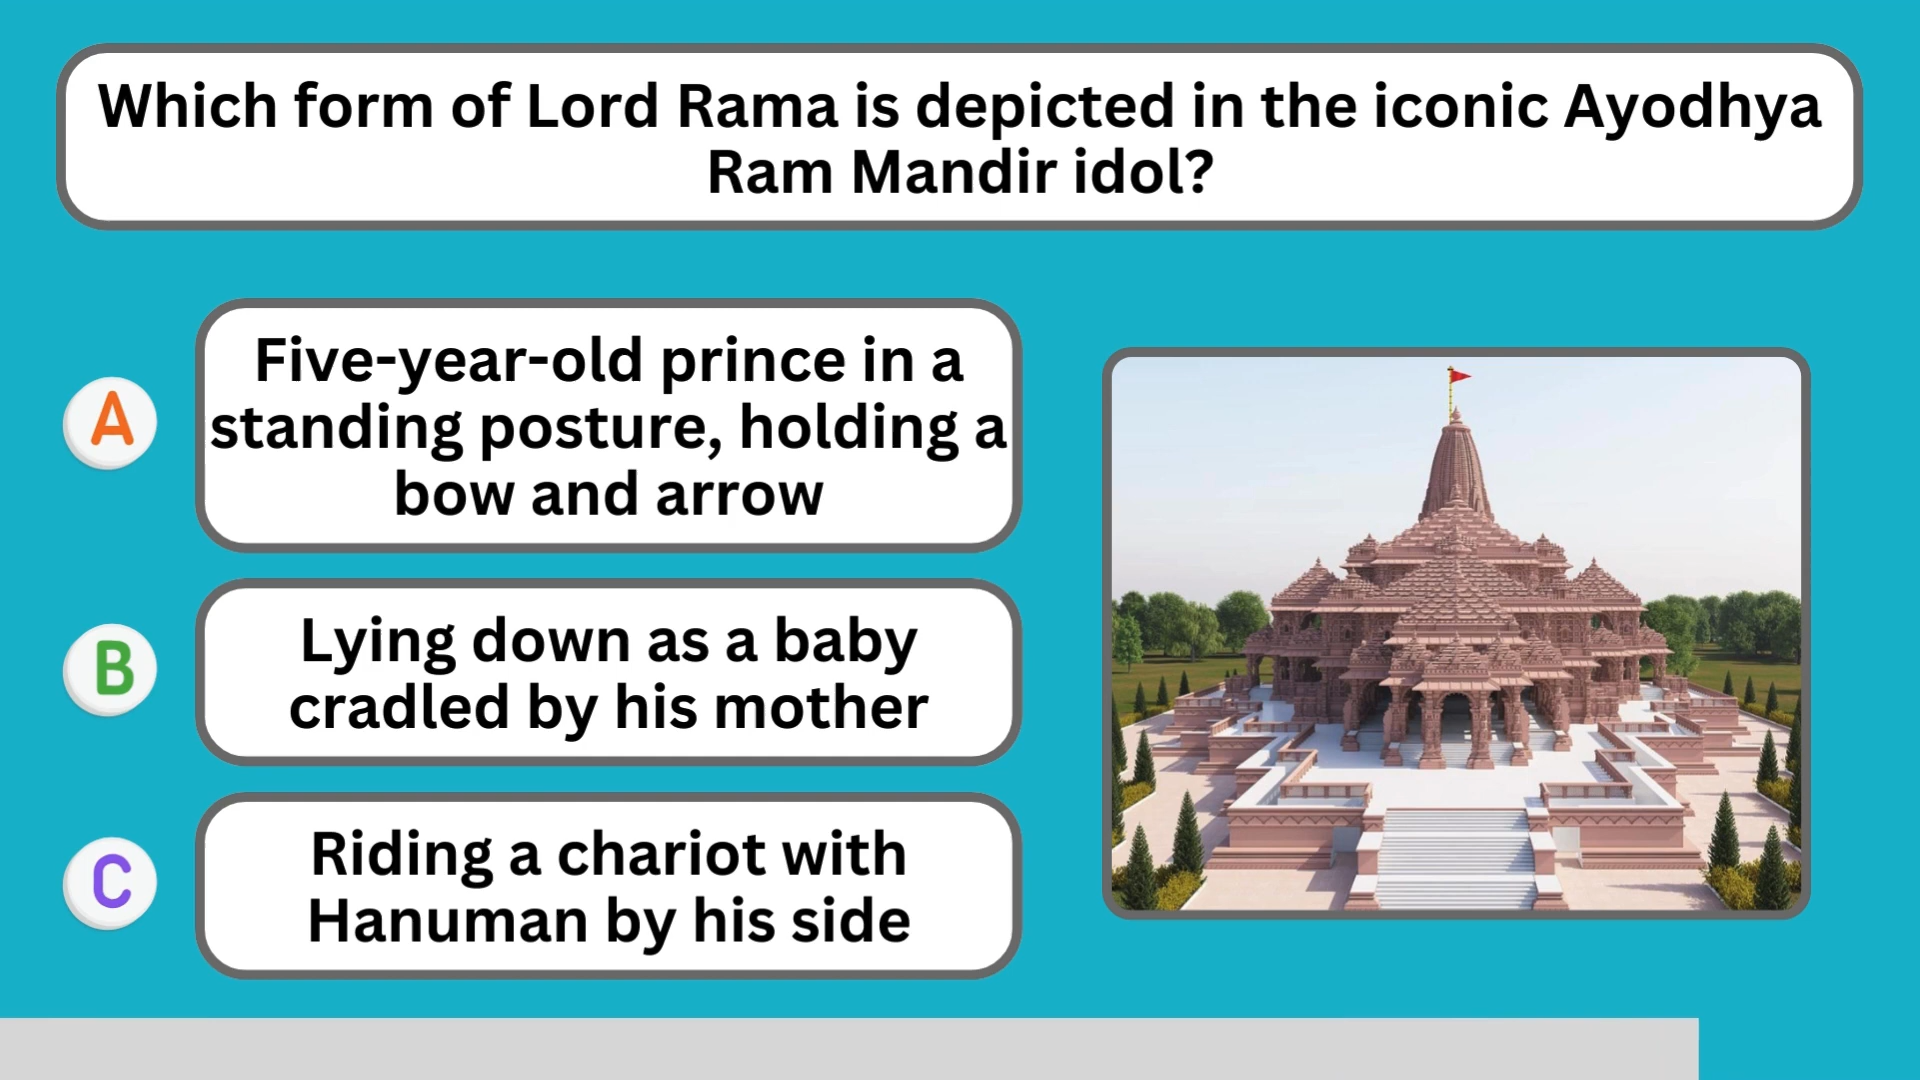 Which form of Lord Rama is depicted in the iconic Ayodhya
Ram Mandir idol?
A
Five-year-old prince in a
standing posture, holding a
bow and arrow
B
Lying down as a baby
cradled by his mother
C
Riding a chariot with
Hanuman by his side